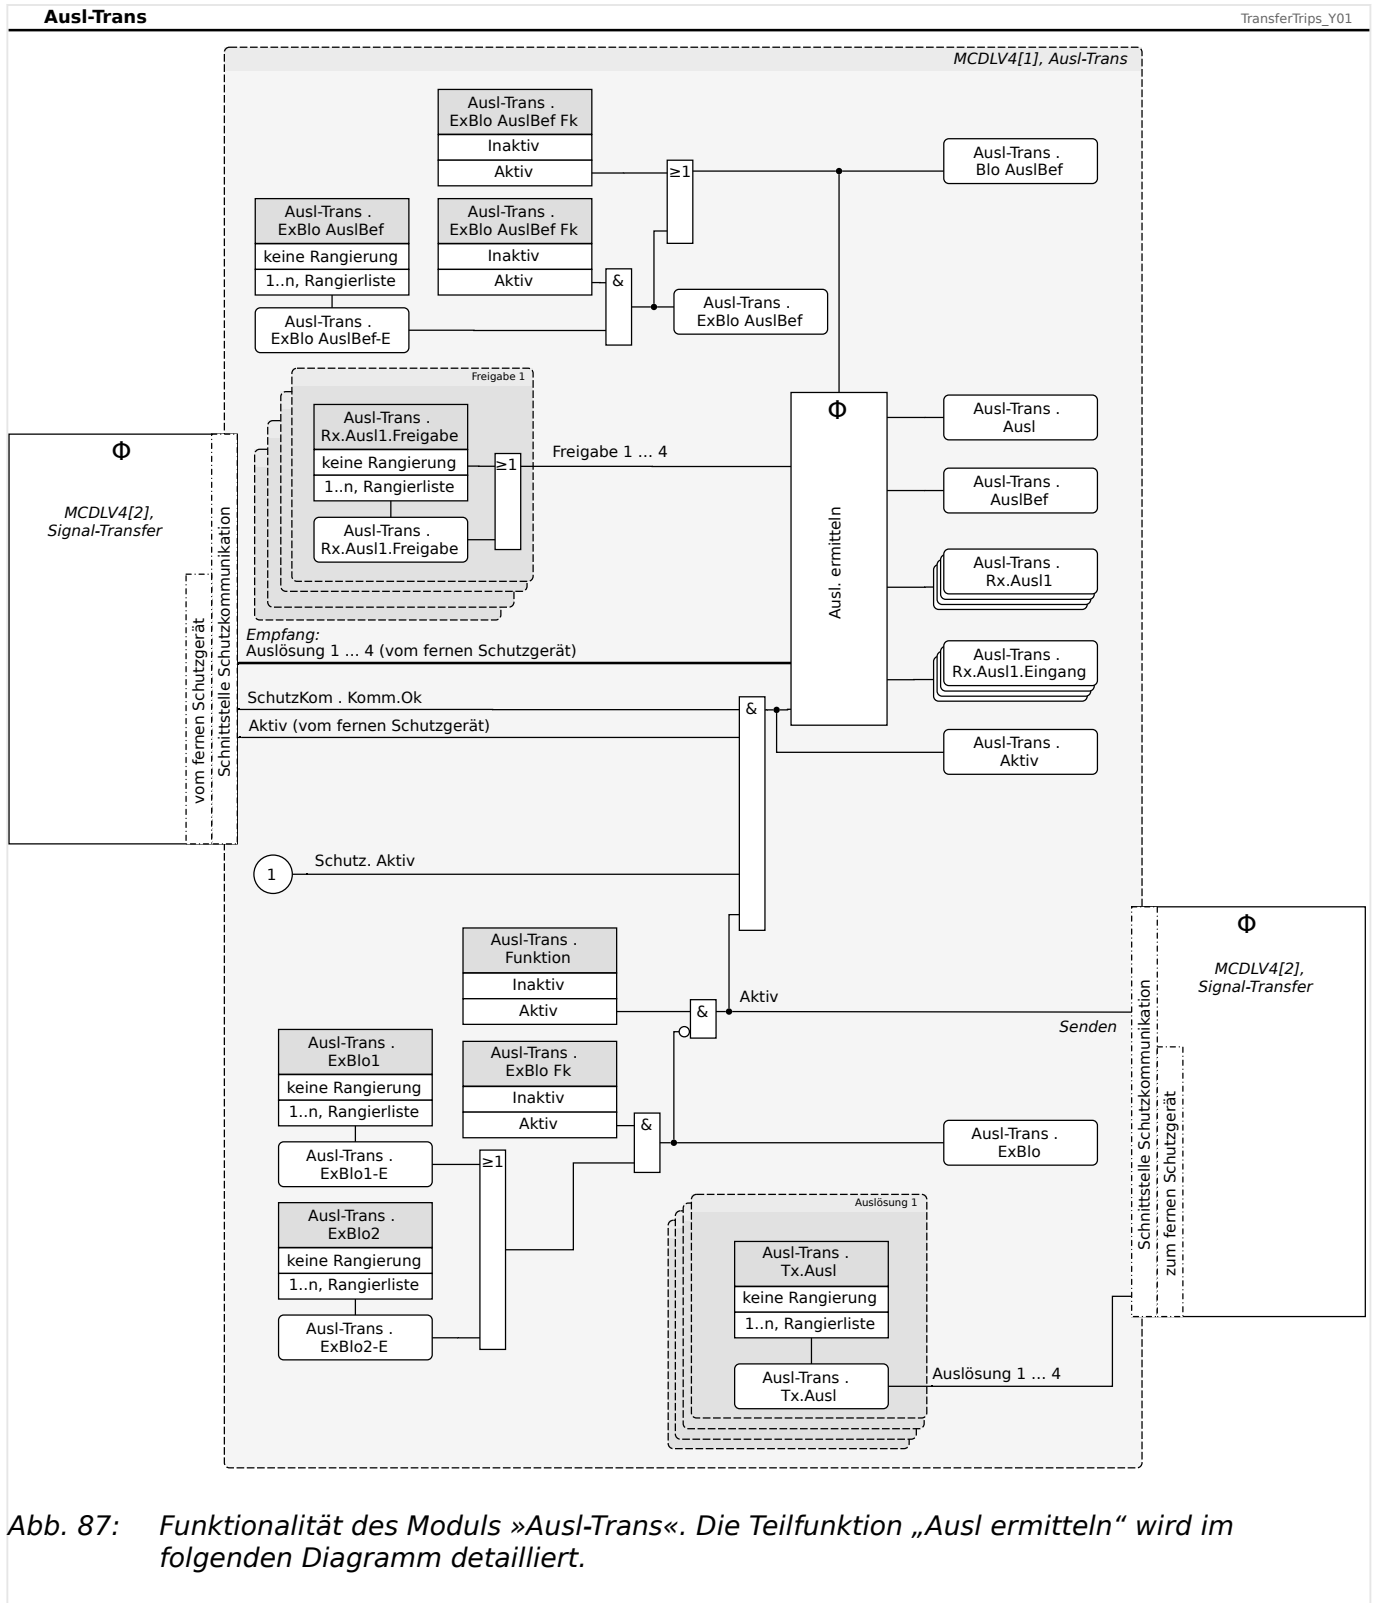 Ausl-Trans
TransferTrips_Y01
MCDLV4[1], Ausl-Trans
Ausl-Trans .
ExBlo AuslBef Fk
Inaktiv
Aktiv
≥1
Ausl-Trans .
Blo AuslBef
Ausl-Trans .
ExBlo AuslBef
keine Rangierung
1..n, Rangierliste
Ausl-Trans .
ExBlo AuslBef-E
Ausl-Trans .
ExBlo AuslBef Fk
Inaktiv
Aktiv
&
Ausl-Trans .
ExBlo AuslBef
Freigabe 1
Ausl-Trans .
Rx.Ausl1.Freigabe
keine Rangierung
1..n, Rangierliste
Ausl-Trans .
Rx.Ausl1.Freigabe
≥1
Freigabe 1 ... 4
Φ
Ausl. ermitteln
Ausl-Trans .
Ausl
Ausl-Trans .
AuslBef
Ausl-Trans .
Rx.Ausl1
Ausl-Trans .
Rx.Ausl1.Eingang
Ausl-Trans .
Aktiv
Φ
MCDLV4[2],
Signal-Transfer
vom fernen Schutzgerät
Schnittstelle Schutzkommunikation
Empfang:
Auslösung 1 ... 4 (vom fernen Schutzgerät)
SchutzKom . Komm.Ok
Aktiv (vom fernen Schutzgerät)
&
1
Schutz. Aktiv
Ausl-Trans .
Funktion
Inaktiv
Aktiv
&
Aktiv
Senden
Φ
MCDLV4[2],
Signal-Transfer
Schnittstelle Schutzkommunikation
zum fernen Schutzgerät
Ausl-Trans .
ExBlo1
keine Rangierung
1..n, Rangierliste
Ausl-Trans .
ExBlo1-E
Ausl-Trans .
ExBlo Fk
Inaktiv
Aktiv
&
≥1
Ausl-Trans .
ExBlo
Ausl-Trans .
ExBlo2
keine Rangierung
1..n, Rangierliste
Ausl-Trans .
ExBlo2-E
Auslösung 1
Ausl-Trans .
Tx.Ausl
keine Rangierung
1..n, Rangierliste
Ausl-Trans .
Tx.Ausl
Auslösung 1 ... 4
Abb. 87: Funktionalität des Moduls »Ausl-Trans«. Die Teilfunktion „Ausl ermitteln“ wird im
folgenden Diagramm detailliert.